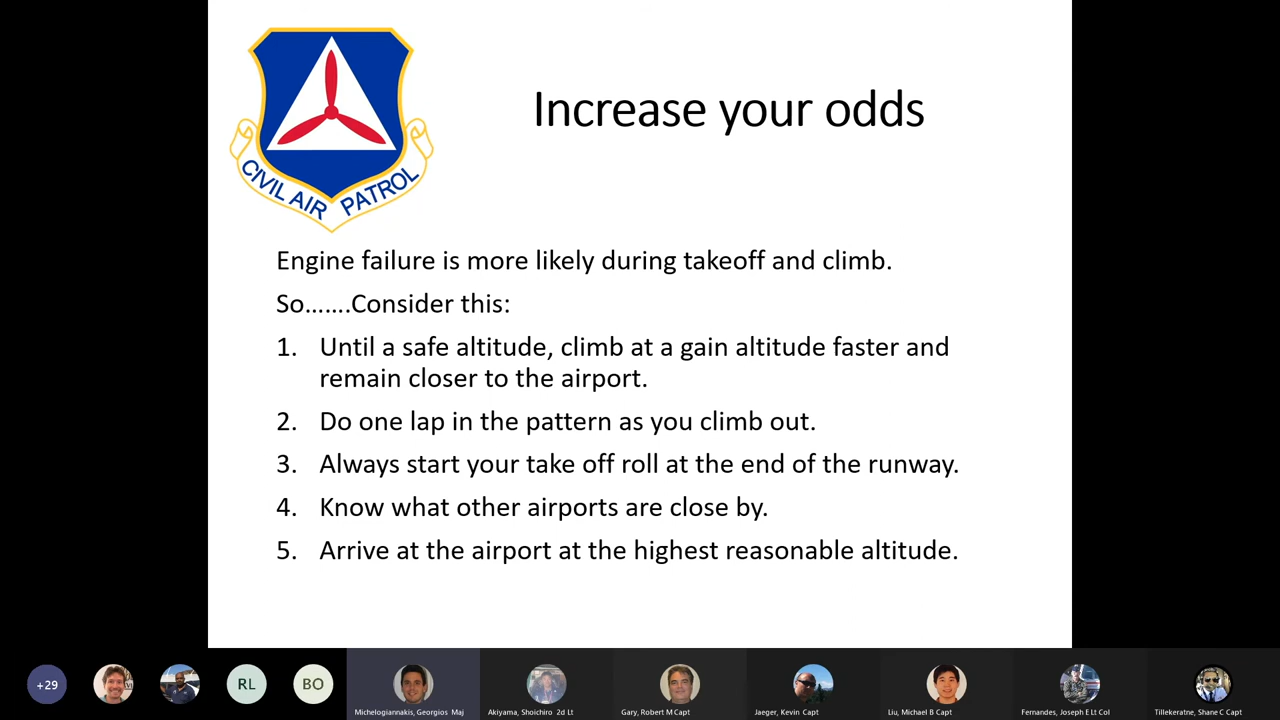 CIVIL AIR PATROL
Increase your odds
Engine failure is more likely during takeoff and climb.
So…….Consider this:
1. Until a safe altitude, climb at a gain altitude faster and
remain closer to the airport.
2. Do one lap in the pattern as you climb out.
3. Always start your take off roll at the end of the runway.
4. Know what other airports are close by.
5. Arrive at the airport at the highest reasonable altitude.
+29
RL
BO
Michelogiannakis, Georgios Maj
Akiyama, Shoichiro 2d Lt
Gary, Robert M Capt
Jaeger, Kevin Capt
Liu, Michael B Capt
Fernandes, Joseph E Lt Col
Tillekeratne, Shane C Capt